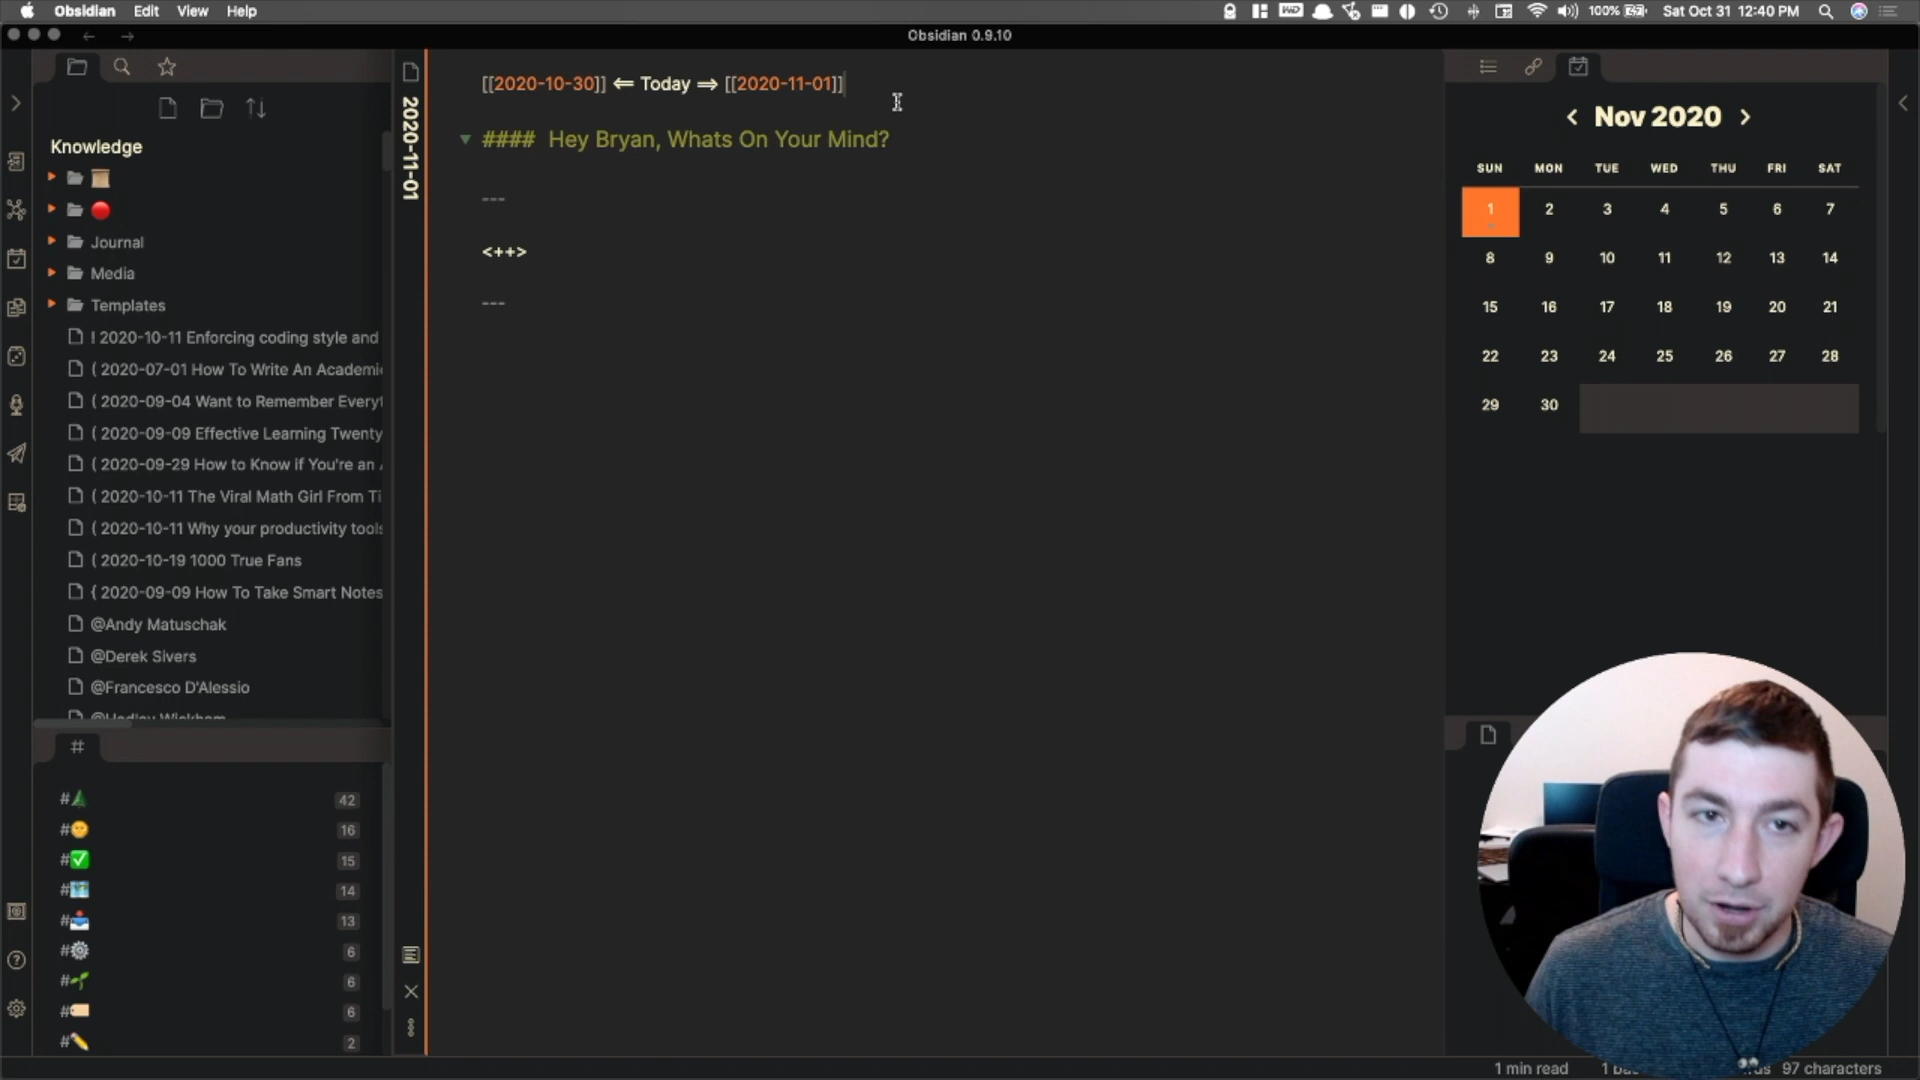 Obsidian Edit View Help
100% Sat Oct 31 12:40 PM
Obsidian 0.9.10
Knowledge
Journal
Media
Templates
! 2020-10-11 Enforcing coding style and
( 2020-07-01 How To Write An Academi
( 2020-09-04 Want to Remember Everyt
( 2020-09-09 Effective Learning Twenty
( 2020-09-29 How to Know if You're an
( 2020-10-11 The Viral Math Girl From Ti
( 2020-10-11 Why your productivity tools
( 2020-10-19 1000 True Fans
{ 2020-09-09 How To Take Smart Notes
@Andy Matuschak
@Derek Sivers
@Francesco D'Alessio
@Hadley Wickham
#
#🌲 42
#🌞 16
#✅ 15
#🗺️ 14
#📥 13
#⚙️ 6
#🌱 6
#🏷️ 6
#✏️ 2
2020-11-01
[[2020-10-30]] <== Today ==> [[2020-11-01]]
#### Hey Bryan, Whats On Your Mind?
---
<++>
---
< Nov 2020 >
SUN MON TUE WED THU FRI SAT
1 2 3 4 5 6 7
8 9 10 11 12 13 14
15 16 17 18 19 20 21
22 23 24 25 26 27 28
29 30
1 min read 97 characters